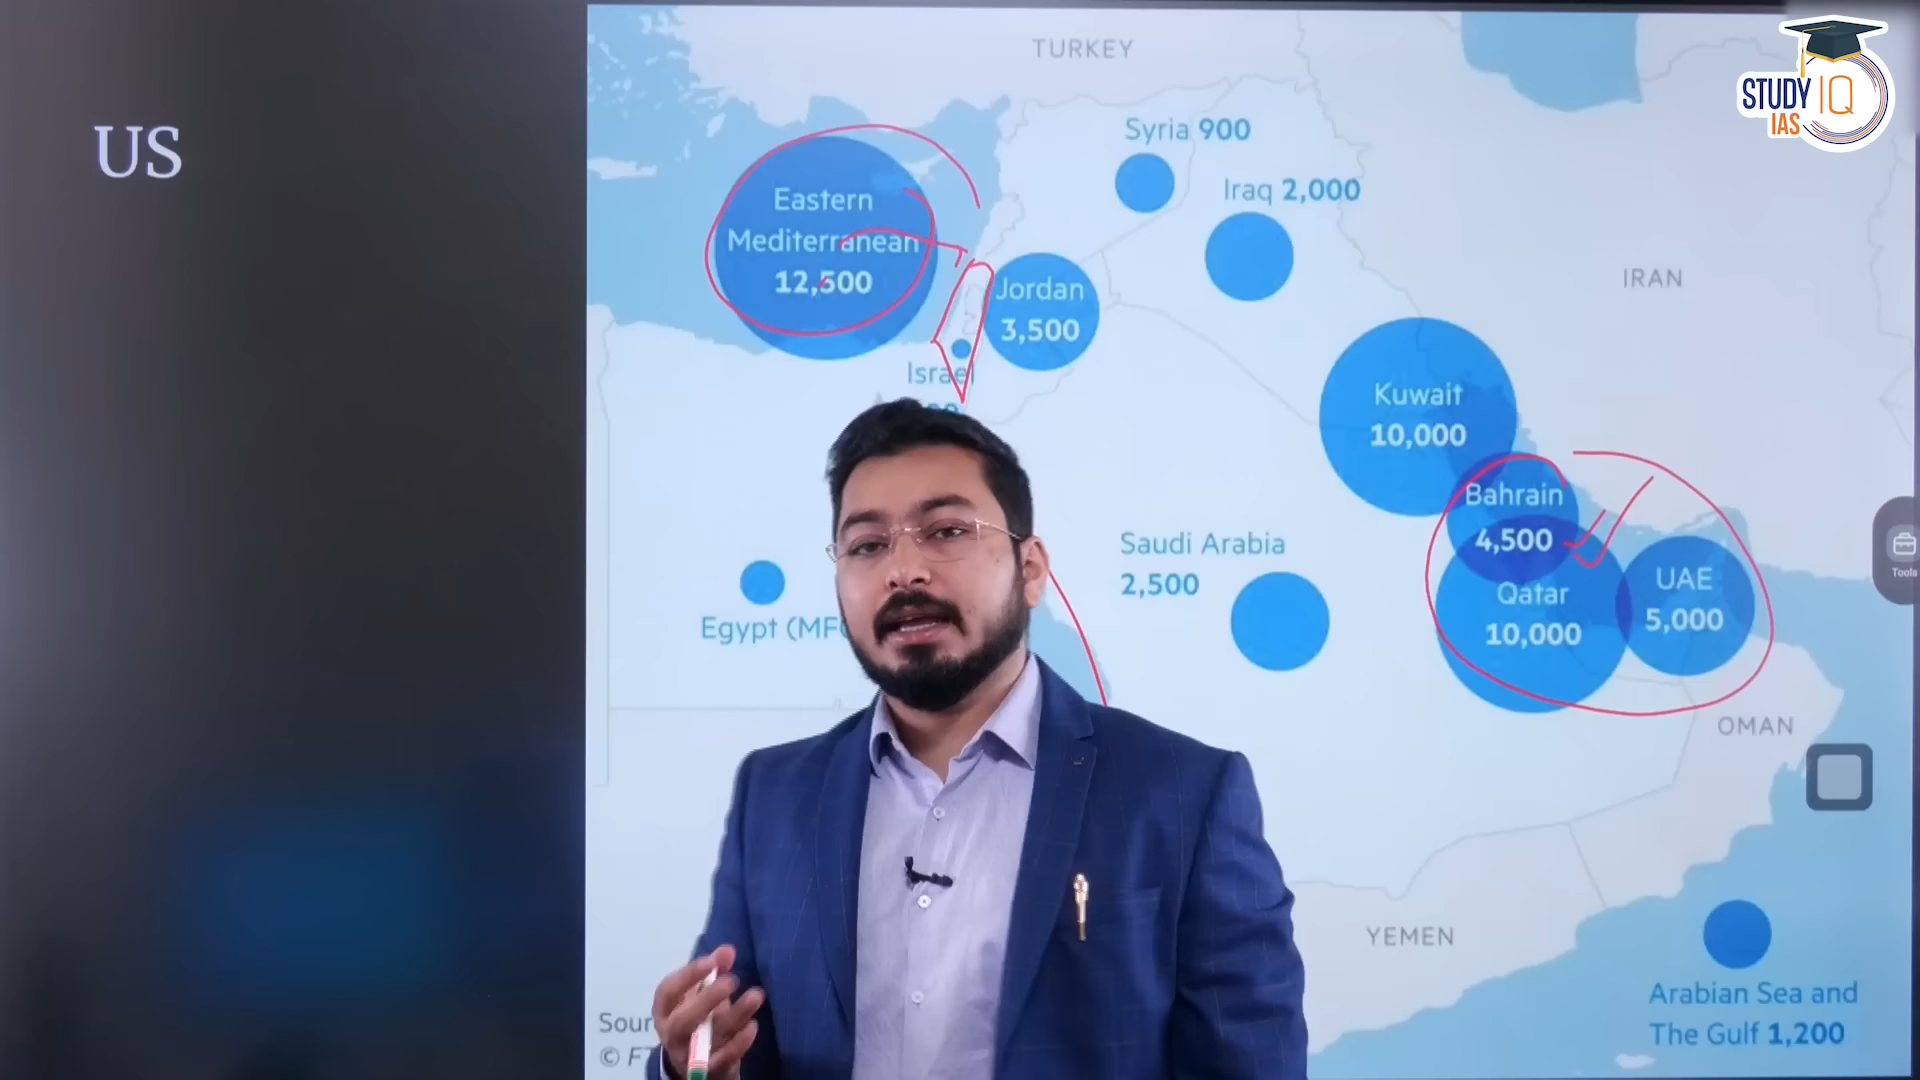 US
TURKEY
STUDY IQ
IAS
Syria 900
Iraq 2,000
Eastern
Mediterranean
12,500
IRAN
Jordan
3,500
Israel
Kuwait
10,000
Bahrain
4,500
Saudi Arabia
2,500
Qatar
10,000
UAE
5,000
Tools
Egypt
OMAN
YEMEN
Arabian Sea and
The Gulf 1,200
©